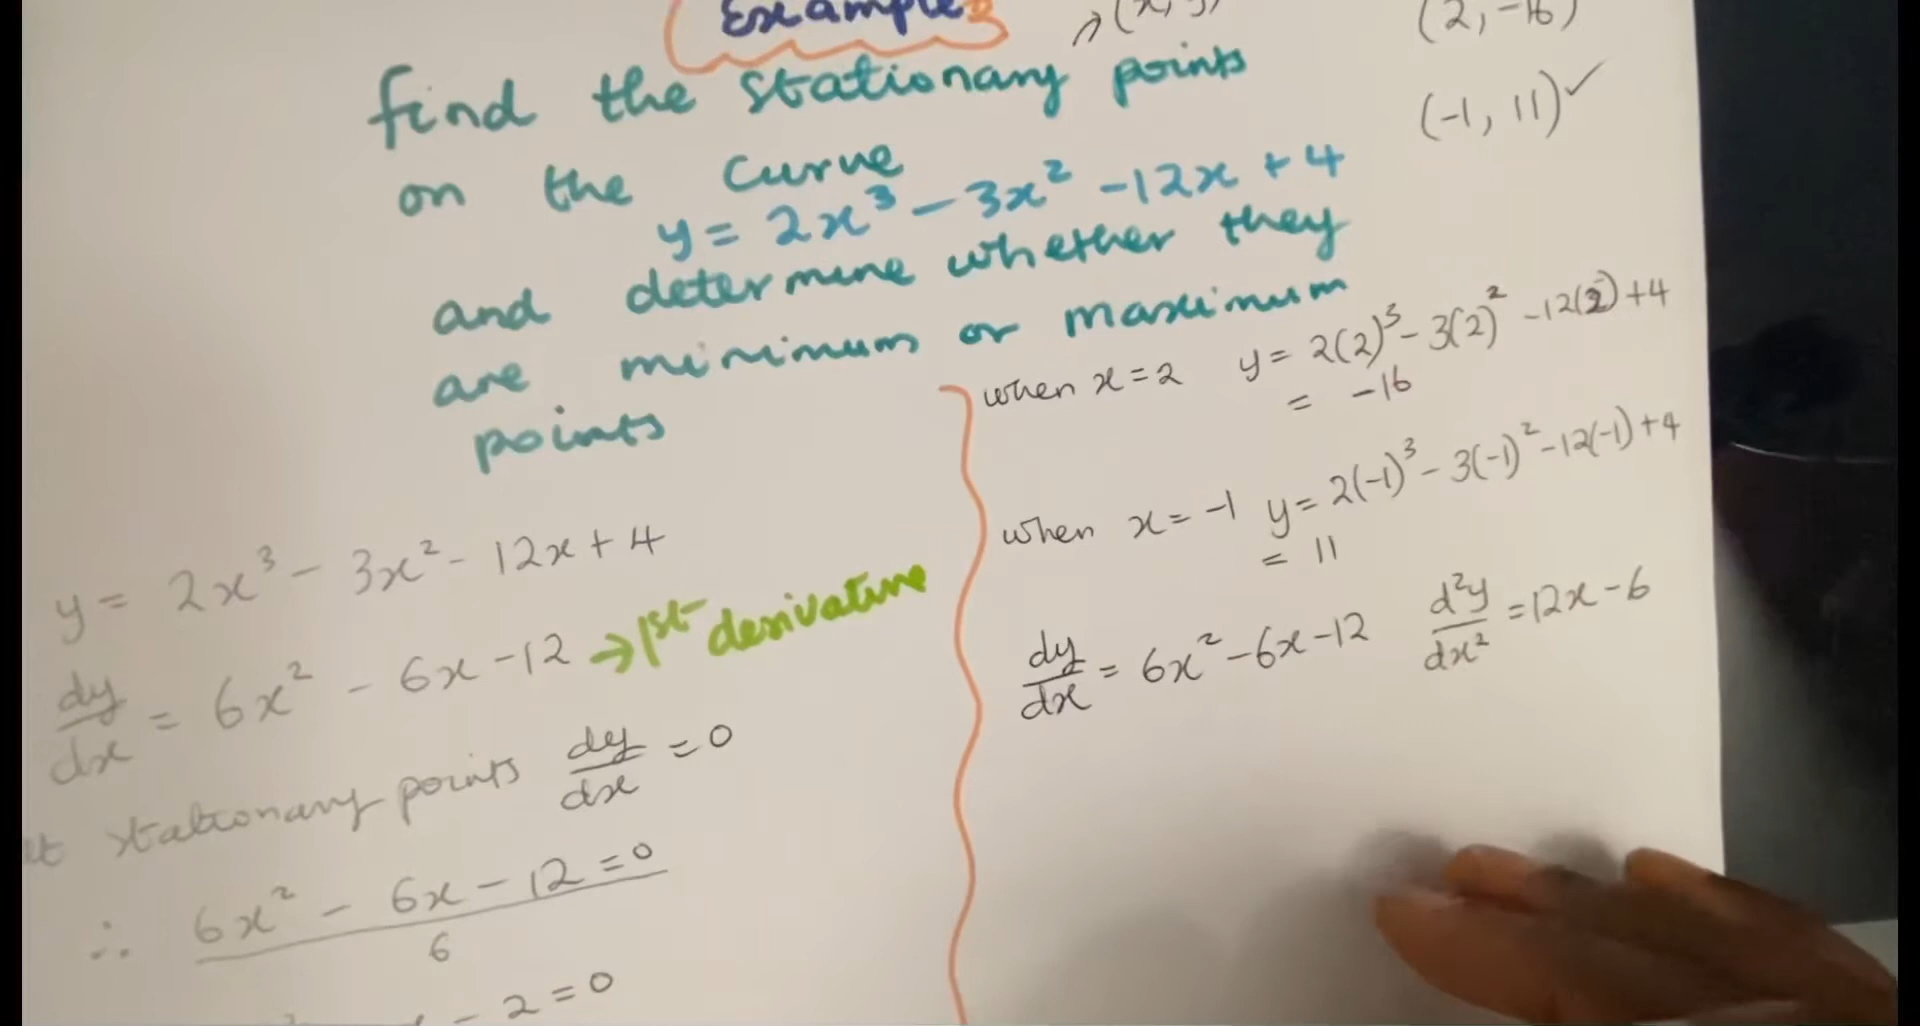 Example
(2, -16)
find the stationary points
(-1, 11) ✓
on the curve
y = 2x³ - 3x² - 12x + 4
and determine whether they
are minimum or maximum
points
y = 2x³ - 3x² - 12x + 4
dy/dx = 6x² - 6x - 12 → 1st derivative
stationary points dy/dx = 0
∴ 6x² - 6x - 12 = 0
6
- 2 = 0
when x = 2 y = 2(2)³ - 3(2)² - 12(2) + 4
= -16
when x = -1 y = 2(-1)³ - 3(-1)² - 12(-1) + 4
= 11
dy/dx = 6x² - 6x - 12 d²y/dx² = 12x - 6